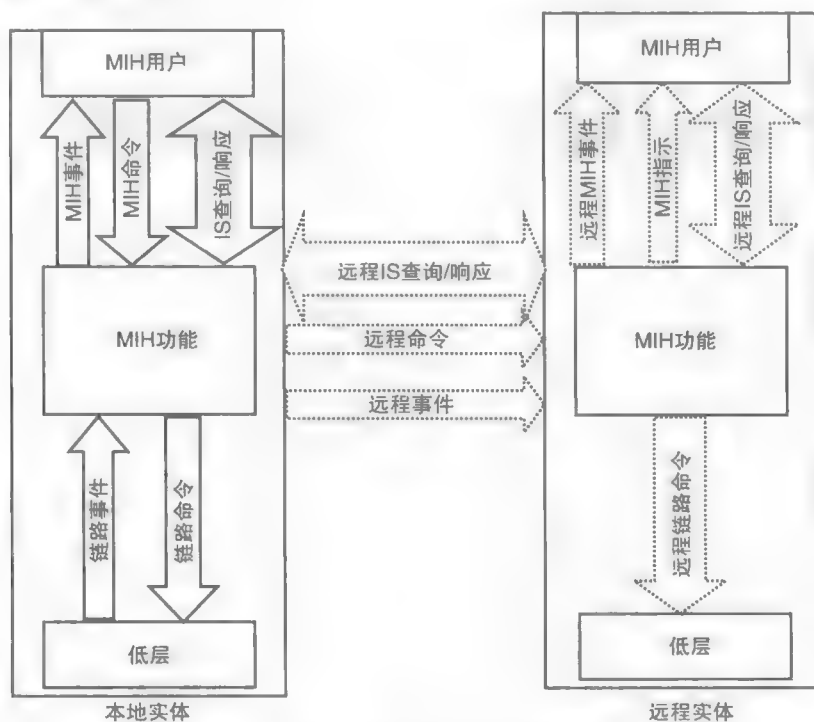 MIH用户
MIH事件
MIH命令
IS查询/响应
MIH功能
链路事件
链路命令
低层
本地实体
远程IS查询/响应
远程命令
远程事件
MIH用户
远程MIH事件
MIH指示
远程IS查询/响应
MIH功能
远程链路命令
低层
远程实体